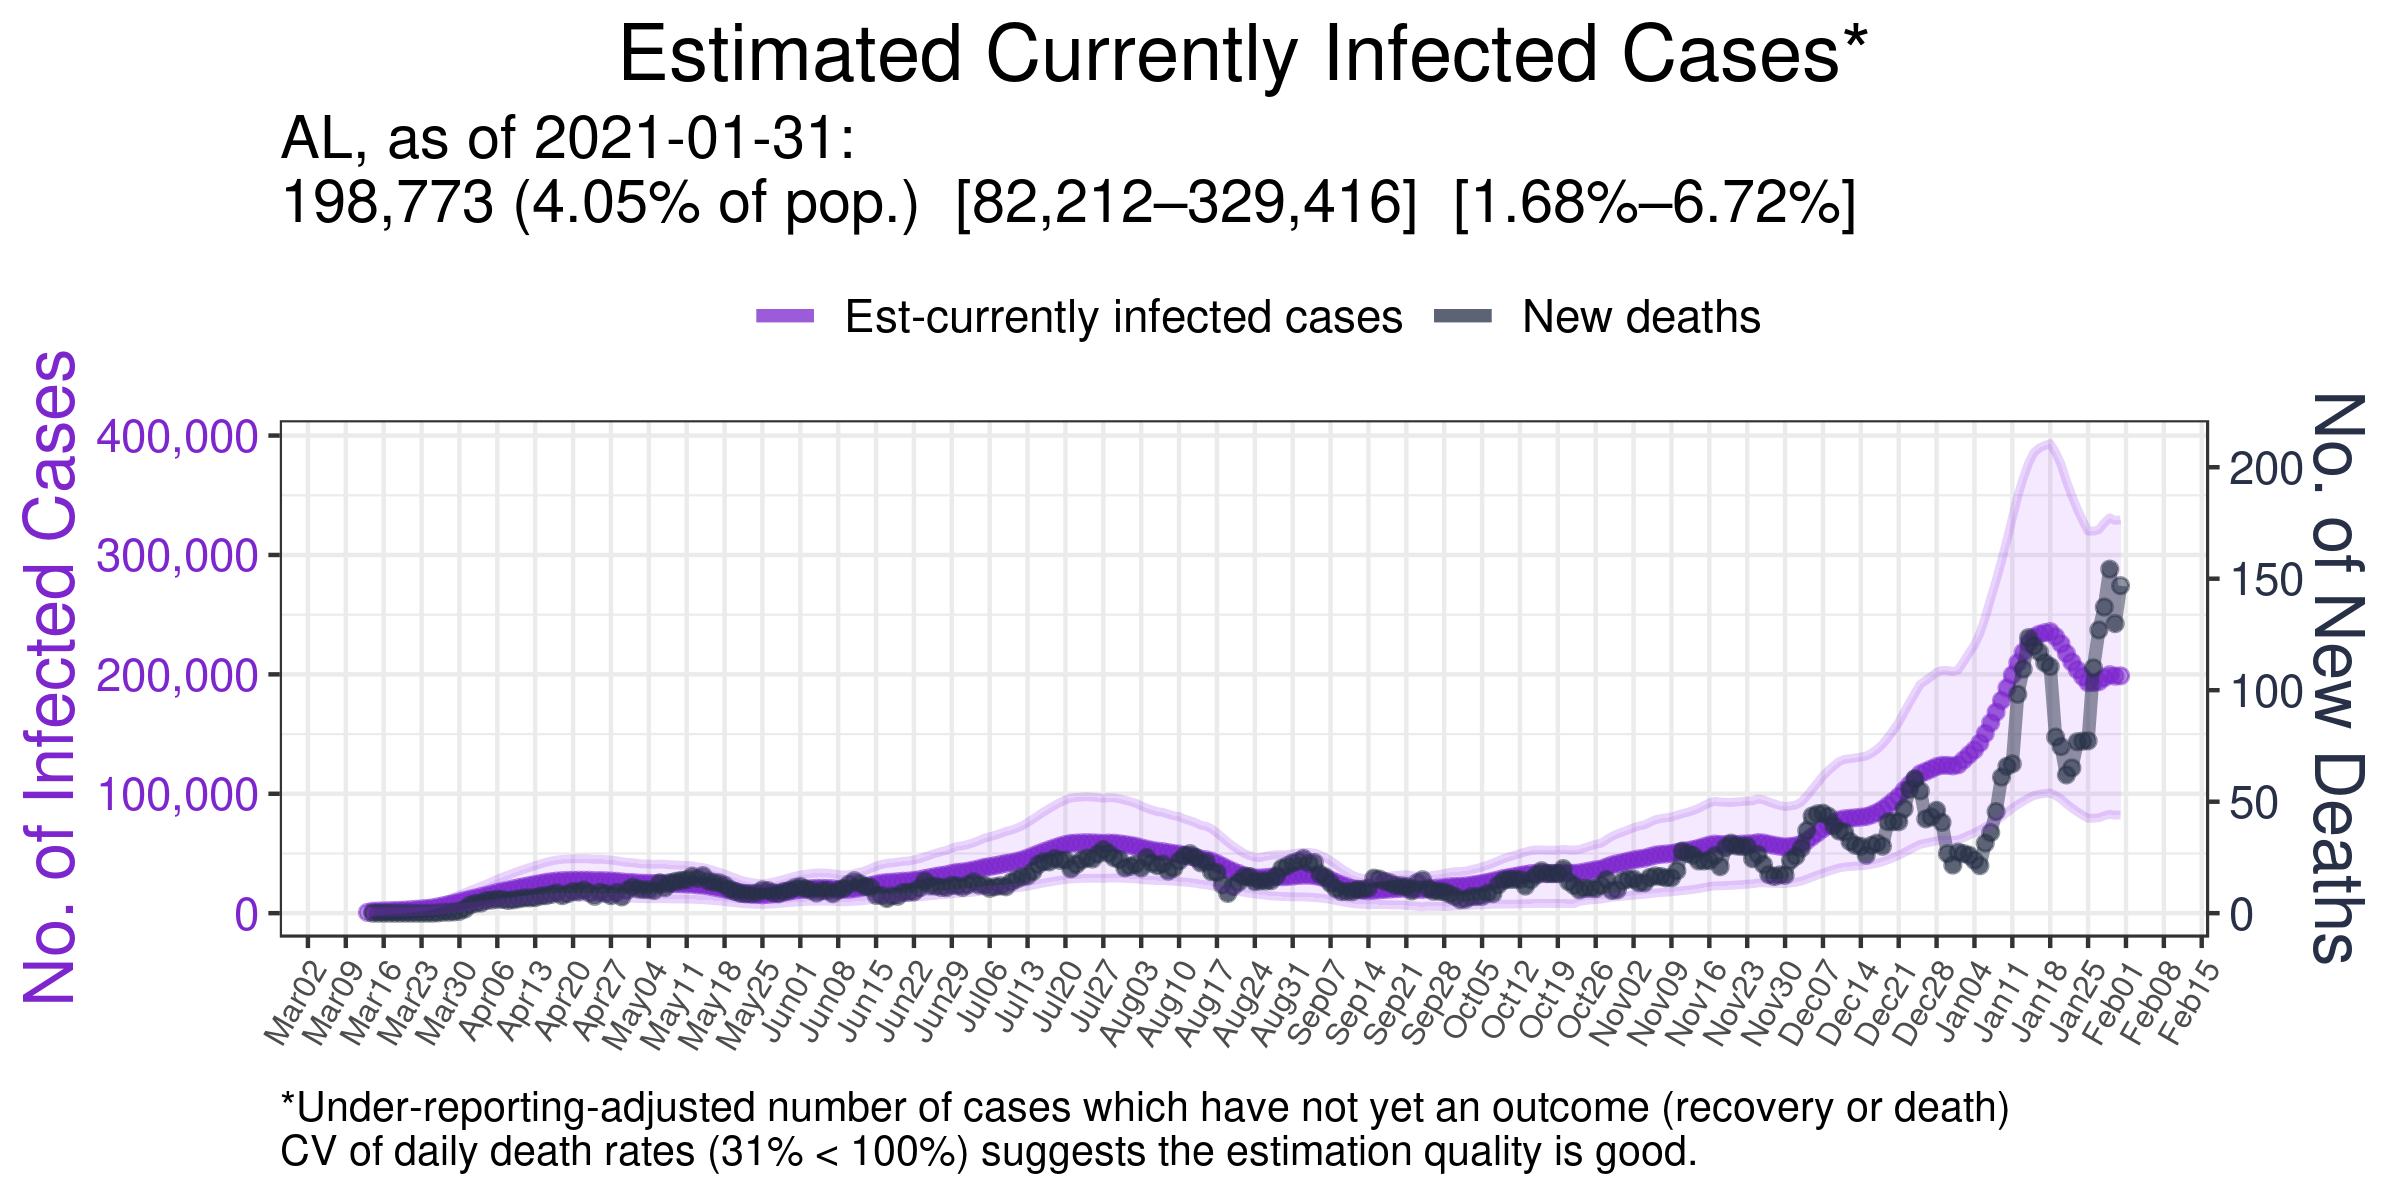 Estimated Currently Infected Cases*
AL, as of 2021-01-31:
198,773 (4.05% of pop.)  [82,212–329,416]  [1.68%–6.72%]
Est-currently infected cases
New deaths
No. of Infected Cases
400,000
300,000
200,000
100,000
0
200
150
100
50
0
No. of New Deaths
Mar02
Mar09
Mar16
Mar23
Mar30
Apr06
Apr13
Apr20
Apr27
May04
May11
May18
May25
Jun01
Jun08
Jun15
Jun22
Jun29
Jul06
Jul13
Jul20
Jul27
Aug03
Aug10
Aug17
Aug24
Aug31
Sep07
Sep14
Sep21
Sep28
Oct05
Oct12
Oct19
Oct26
Nov02
Nov09
Nov16
Nov23
Nov30
Dec07
Dec14
Dec21
Dec28
Jan04
Jan11
Jan18
Jan25
Feb01
Feb08
Feb15
*Under-reporting-adjusted number of cases which have not yet an outcome (recovery or death)
CV of daily death rates (31% < 100%) suggests the estimation quality is good.